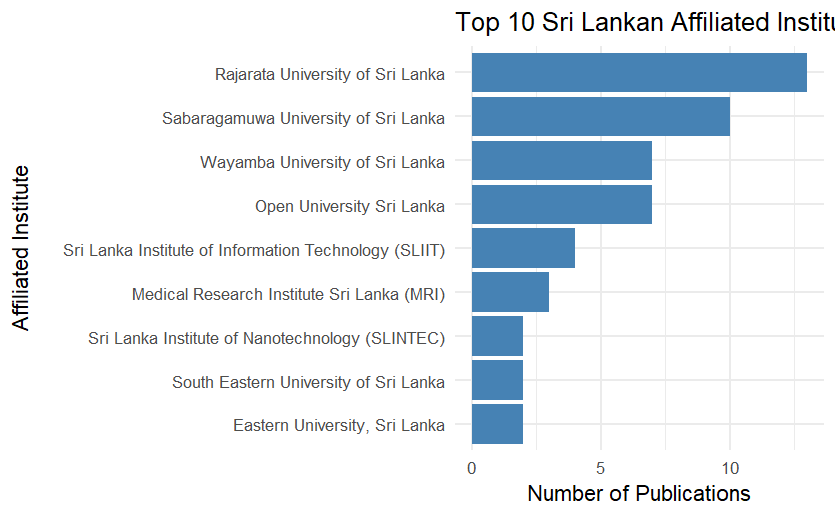 Top 10 Sri Lankan Affiliated Institu
Affiliated Institute
Rajarata University of Sri Lanka
Sabaragamuwa University of Sri Lanka
Wayamba University of Sri Lanka
Open University Sri Lanka
Sri Lanka Institute of Information Technology (SLIIT)
Medical Research Institute Sri Lanka (MRI)
Sri Lanka Institute of Nanotechnology (SLINTEC)
South Eastern University of Sri Lanka
Eastern University, Sri Lanka
0 5 10
Number of Publications